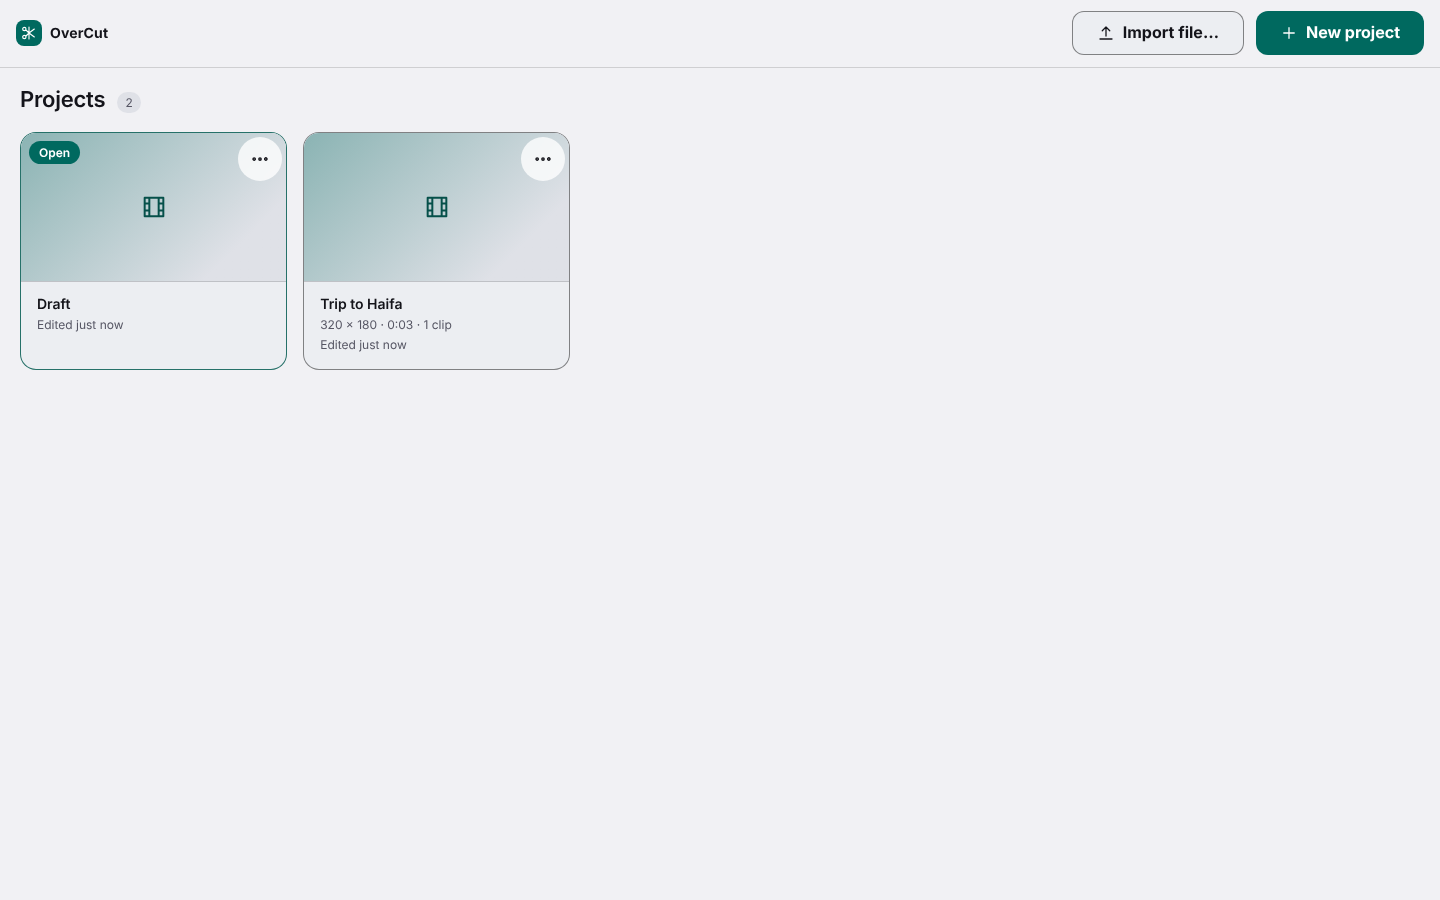 OverCut
Import file...
New project
Projects 2
Open
Draft
Edited just now
Trip to Haifa
320 × 180 · 0:03 · 1 clip
Edited just now